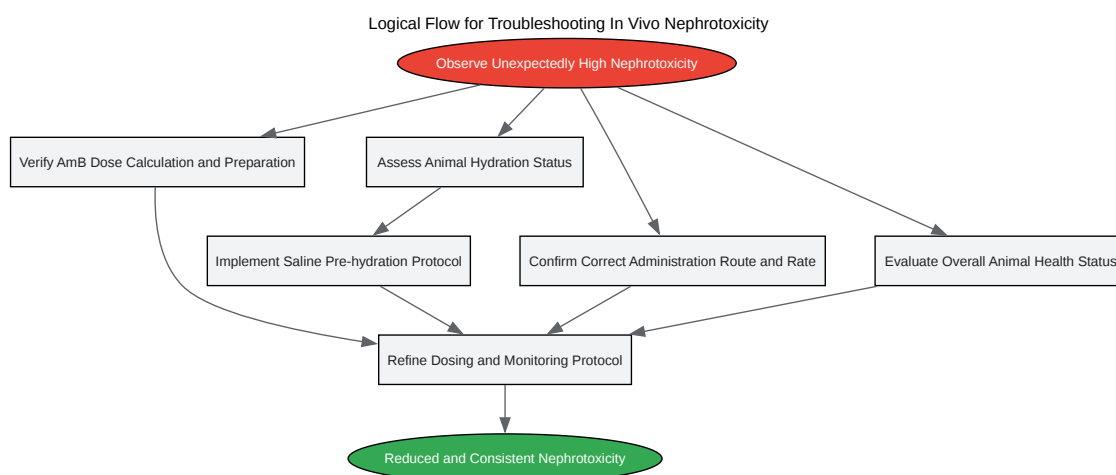 Logical Flow for Troubleshooting In Vivo Nephrotoxicity
Observe Unexpectedly High Nephrotoxicity
Verify AmB Dose Calculation and Preparation
Assess Animal Hydration Status
Implement Saline Pre-hydration Protocol
Confirm Correct Administration Route and Rate
Evaluate Overall Animal Health Status
Refine Dosing and Monitoring Protocol
Reduced and Consistent Nephrotoxicity